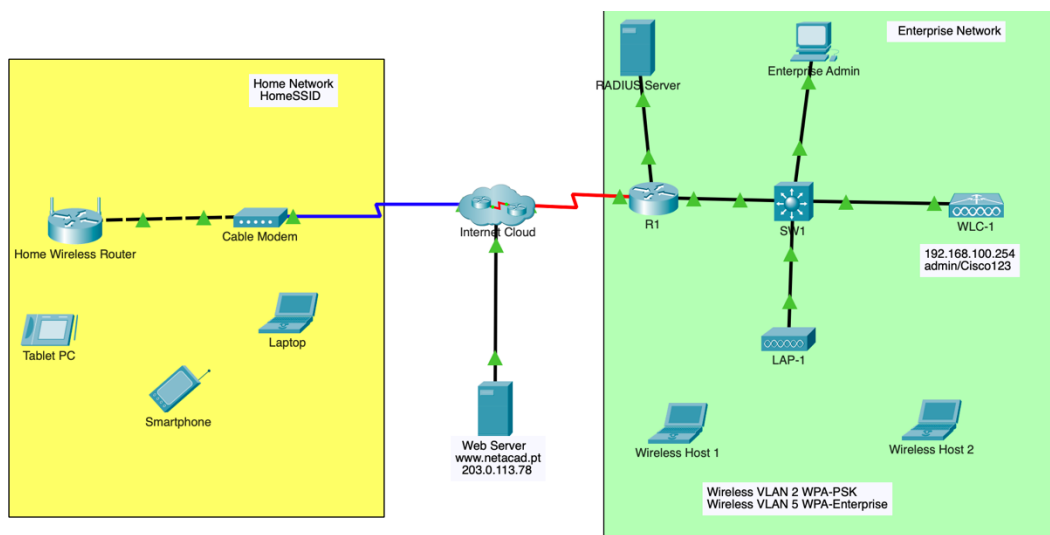 Home Network
HomeSSID
Home Wireless Router
Cable Modem
Tablet PC
Laptop
Smartphone
Internet Cloud
Web Server
www.netacad.pt
203.0.113.78
Enterprise Network
RADIUS Server
Enterprise Admin
R1
SW1
WLC-1
192.168.100.254
admin/Cisco123
LAP-1
Wireless Host 1
Wireless Host 2
Wireless VLAN 2 WPA-PSK
Wireless VLAN 5 WPA-Enterprise